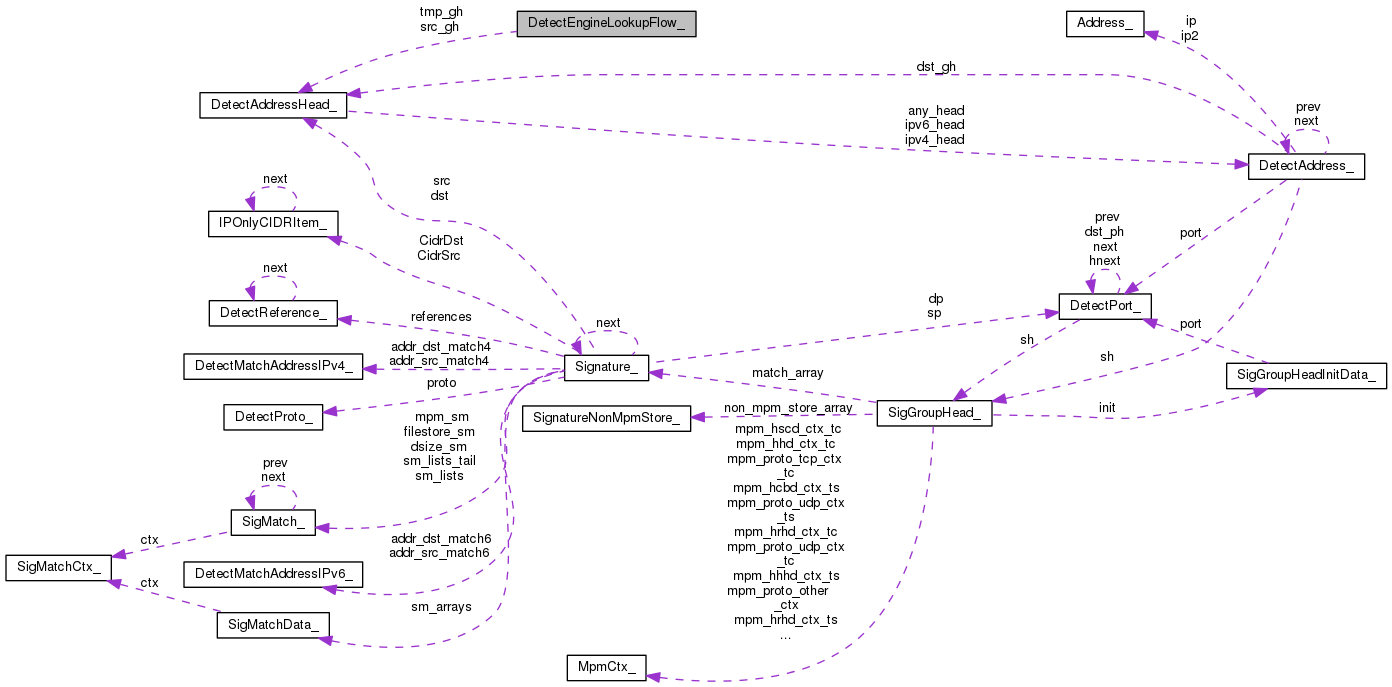 tmp_gh
src_gh
DetectEngineLookupFlow_
Address_
ip
ip2
dst_gh
DetectAddressHead_
any_head
ipv6_head
ipv4_head
prev
next
DetectAddress_
src
dst
next
IPOnlyCIDRItem_
CidrDst
CidrSrc
port
prev
dst_ph
next
hnext
next
DetectReference_
references
dp
sp
DetectPort_
next
sh
port
sh
addr_dst_match4
addr_src_match4
DetectMatchAddressIPv4_
Signature_
match_array
SigGroupHeadInitData_
proto
DetectProto_
SignatureNonMpmStore_
non_mpm_store_array
SigGroupHead_
init
mpm_sm
filestore_sm
dsize_sm
sm_lists_tail
sm_lists
mpm_hscd_ctx_tc
mpm_hhd_ctx_tc
mpm_proto_tcp_ctx
_tc
mpm_hcbd_ctx_ts
mpm_proto_udp_ctx
_ts
mpm_hrhd_ctx_tc
mpm_proto_udp_ctx
_tc
mpm_hhhd_ctx_ts
mpm_proto_other
_ctx
mpm_hrhd_ctx_ts
...
prev
next
SigMatch_
ctx
addr_dst_match6
addr_src_match6
SigMatchCtx_
DetectMatchAddressIPv6_
ctx
sm_arrays
SigMatchData_
MpmCtx_